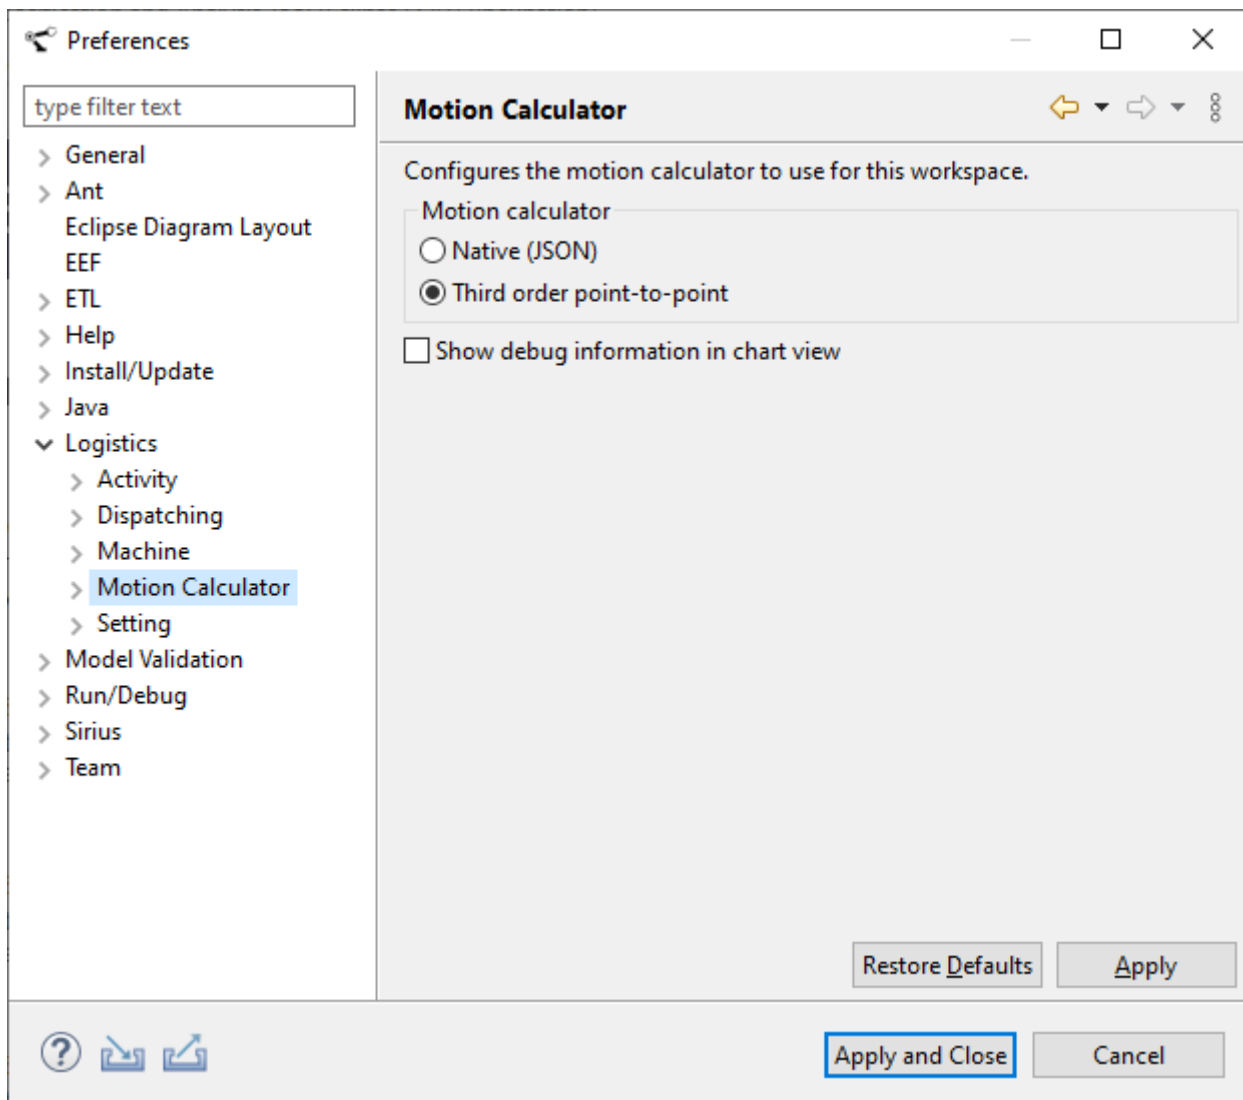 Preferences
type filter text
General
Ant
Eclipse Diagram Layout
EEF
ETL
Help
Install/Update
Java
Logistics
Activity
Dispatching
Machine
Motion Calculator
Setting
Model Validation
Run/Debug
Sirius
Team
Motion Calculator
Configures the motion calculator to use for this workspace.
Motion calculator
Native (JSON)
Third order point-to-point
Show debug information in chart view
Restore Defaults
Apply
Apply and Close
Cancel